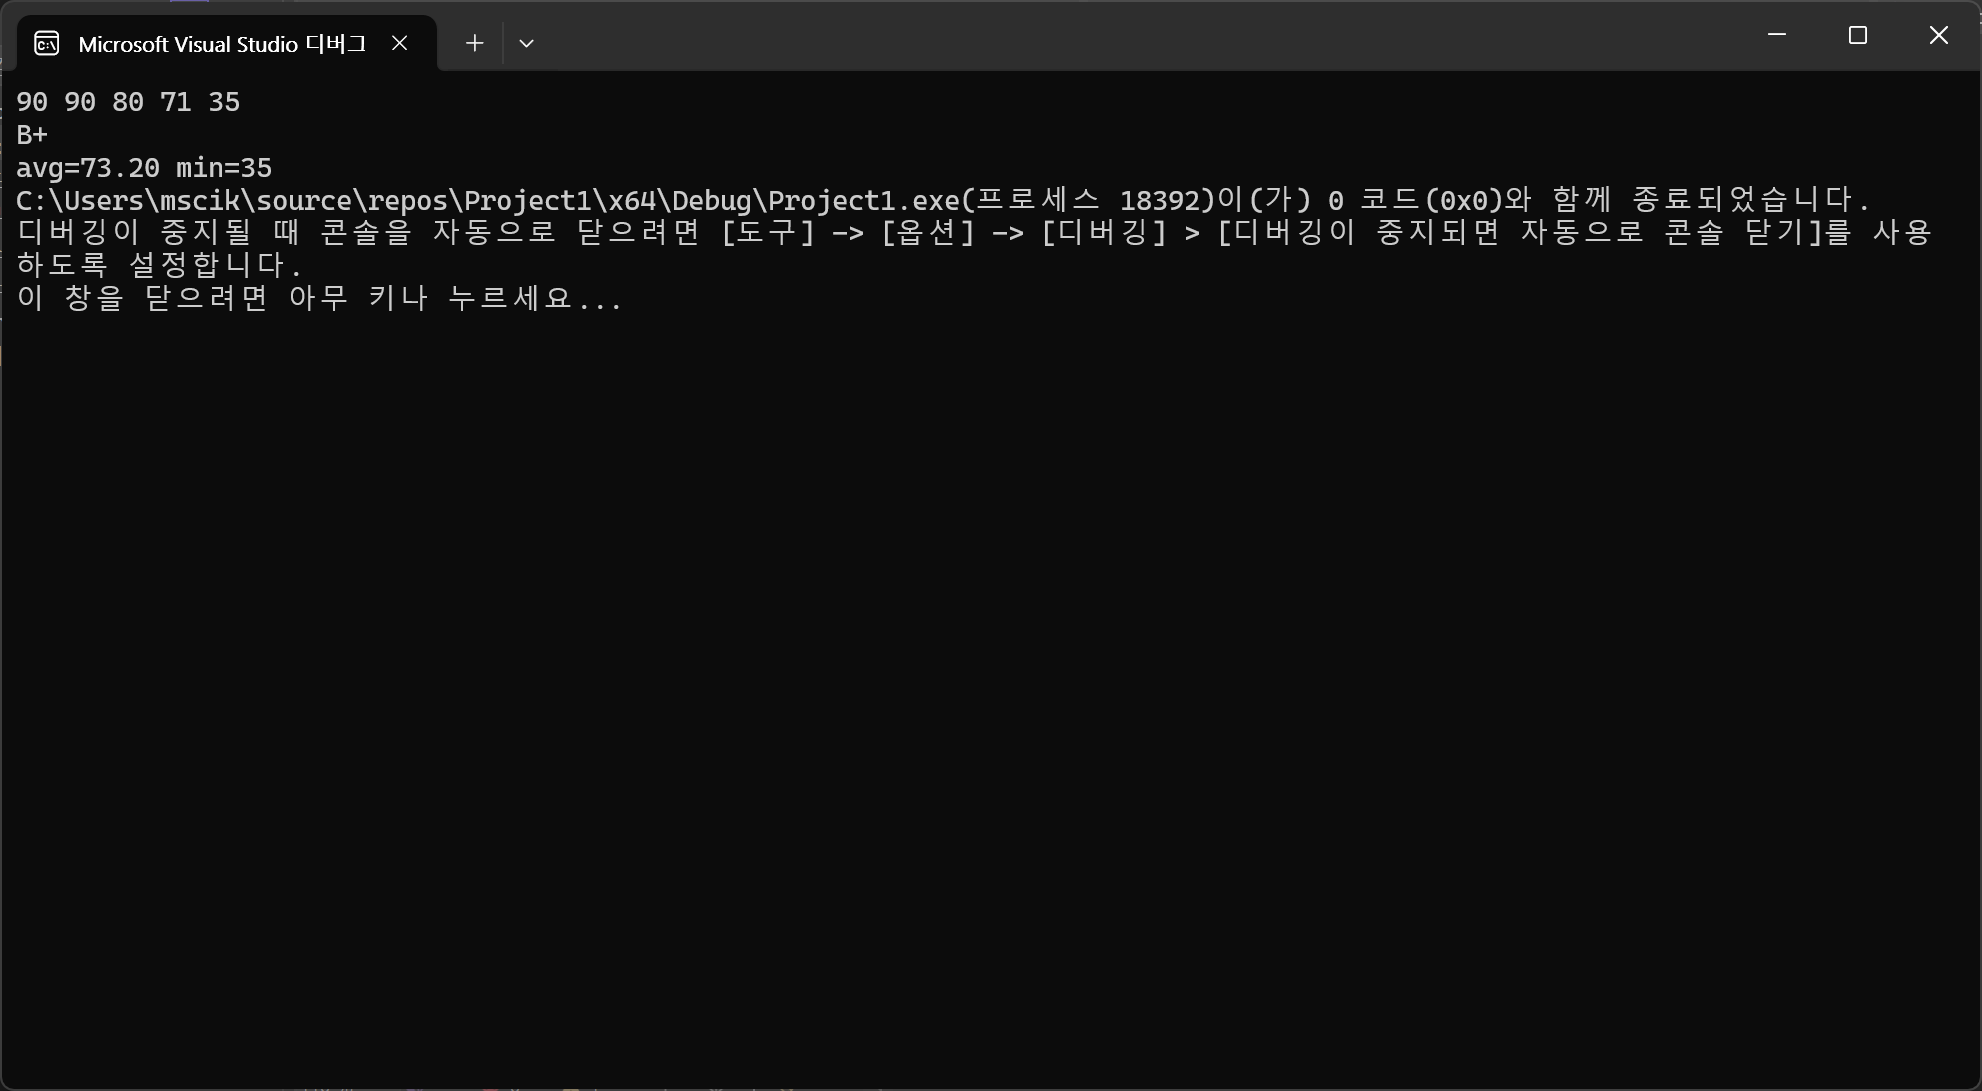 Microsoft Visual Studio 디버그
90 90 80 71 35
B+
avg=73.20 min=35
C:\Users\mscik\source\repos\Project1\x64\Debug\Project1.exe(프로세스 18392)이(가) 0 코드(0x0)와 함께 종료되었습니다.
디버깅이 중지될 때 콘솔을 자동으로 닫으려면 [도구] -> [옵션] -> [디버깅] > [디버깅이 중지되면 자동으로 콘솔 닫기]를 사용
하도록 설정합니다.
이 창을 닫으려면 아무 키나 누르세요...